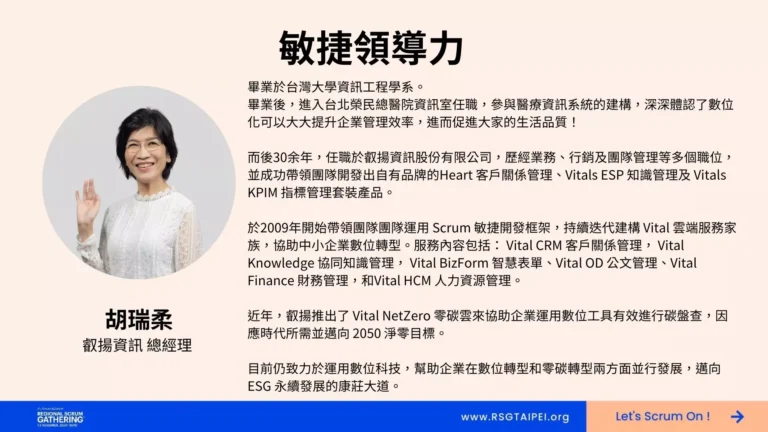 敏捷領導力
畢業於台灣大學資訊工程學系。
畢業後，進入台北榮民總醫院資訊室任職，參與醫療資訊系統的建構，深深體認了數位
化可以大大提升企業管理效率，進而促進大家的生活品質！
而後30余年，任職於叡揚資訊股份有限公司，歷經業務、行銷及團隊管理等多個職位，
並成功帶領團隊開發出自有品牌的Heart 客戶關係管理、Vitals ESP 知識管理及 Vitals
KPIM 指標管理套裝產品。
於2009年開始帶領團隊團隊運用 Scrum 敏捷開發框架，持續迭代建構 Vital 雲端服務家
族，協助中小企業數位轉型。服務內容包括： Vital CRM 客戶關係管理， Vital
Knowledge 協同知識管理， Vital BizForm 智慧表單、Vital OD 公文管理、Vital
Finance 財務管理，和Vital HCM 人力資源管理。
近年，叡揚推出了 Vital NetZero 零碳雲來協助企業運用數位工具有效進行碳盤查，因
應時代所需並邁向 2050 淨零目標。
目前仍致力於運用數位科技，幫助企業在數位轉型和零碳轉型兩方面並行發展，邁向
ESG 永續發展的康莊大道。
胡瑞柔
叡揚資訊 總經理
REGIONAL SCRUM
GATHERING
www.RSGTAIPEI.org
Let's Scrum On !